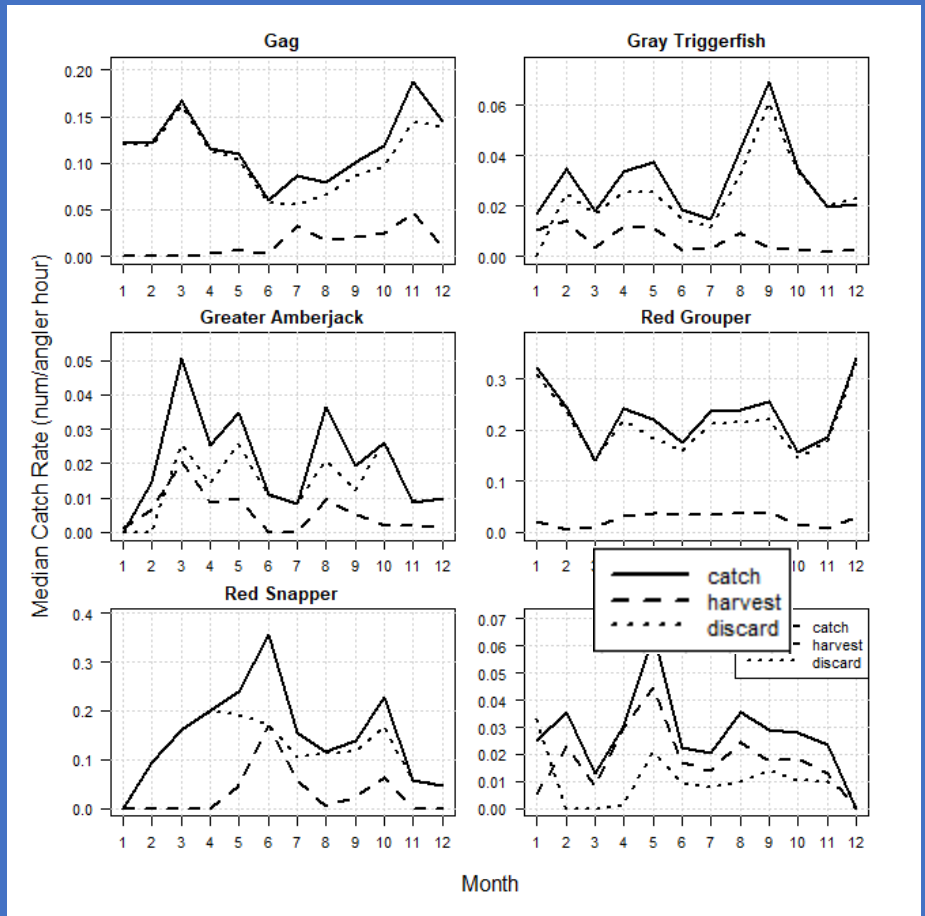 Median Catch Rate (num/angler hour)
Gag
0.20
0.15
0.10
0.05
0.00
1 2 3 4 5 6 7 8 9 10 11 12
Gray Triggerfish
0.06
0.04
0.02
0.00
1 2 3 4 5 6 7 8 9 10 11 12
Greater Amberjack
0.05
0.04
0.03
0.02
0.01
0.00
1 2 3 4 5 6 7 8 9 10 11 12
Red Grouper
0.3
0.2
0.1
0.0
1 2 10 11 12
Red Snapper
0.4
0.3
0.2
0.1
0.0
1 2 3 4 5 6 7 8 9 10 11 12
catch
harvest
discard
catch
harvest
discard
0.07
0.06
0.05
0.04
0.03
0.02
0.01
0.00
1 2 3 4 5 6 7 8 9 10 11 12
Month